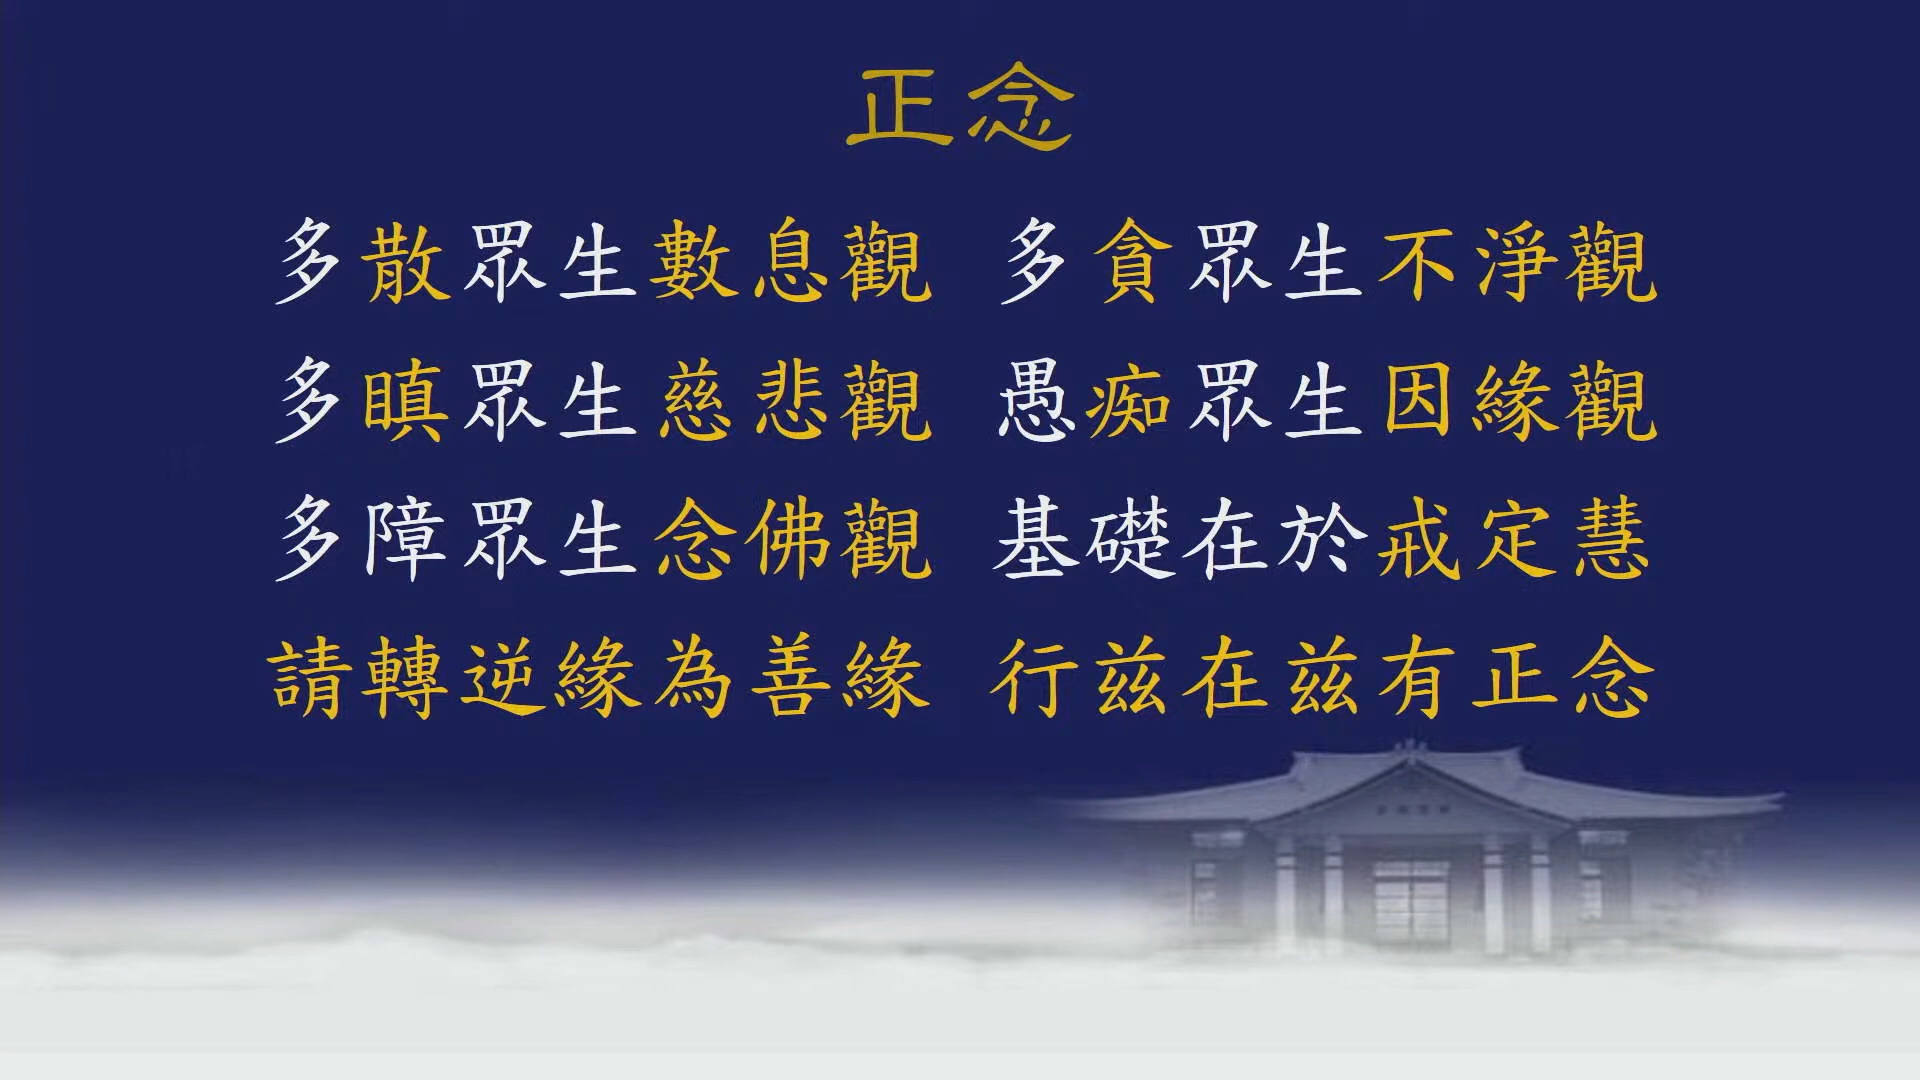 正念
多散眾生數息觀 多貪眾生不淨觀
多瞋眾生慈悲觀 愚痴眾生因緣觀
多障眾生念佛觀 基礎在於戒定慧
請轉逆緣為善緣 行茲在茲有正念